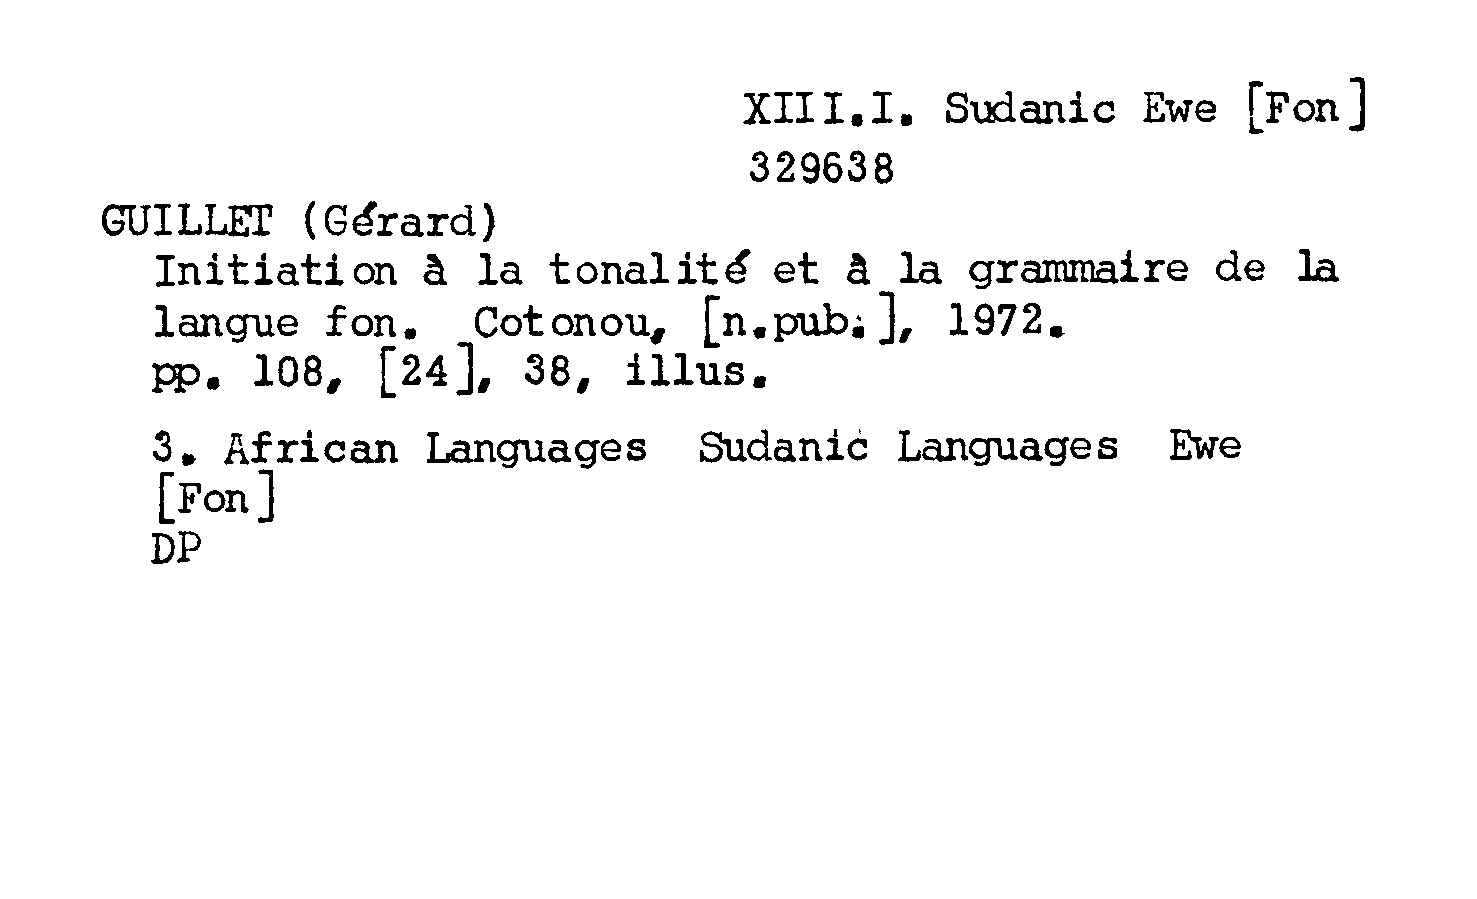 XIII.I. Sudanic Ewe [Fon]
329638
GUILLET (Gérard)
Initiation à la tonalité et à la grammaire de la
langue fon. Cotonou, [n.pub.], 1972.
pp. 108, [24], 38, illus.
3. African Languages Sudanic Languages Ewe
[Fon]
DP